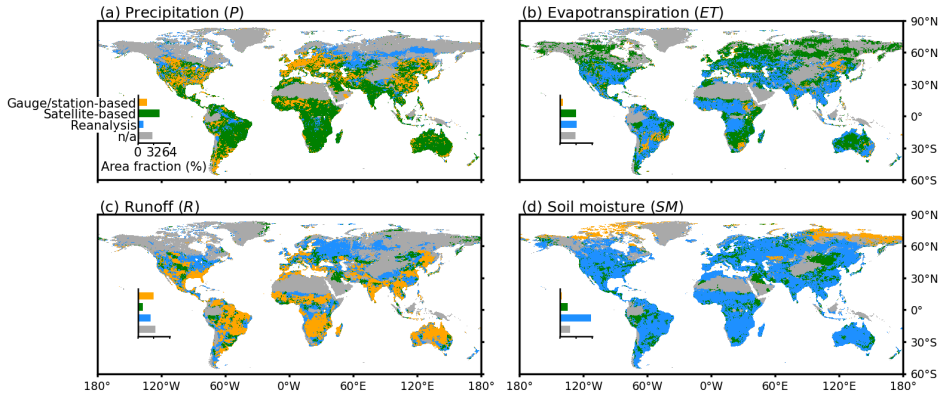 (a) Precipitation (P)
(b) Evapotranspiration (ET)
90°N
60°N
30°N
0°
30°S
60°S
Gauge/station-based
Satellite-based
Reanalysis
n/a
0 3264
Area fraction (%)
(c) Runoff (R)
(d) Soil moisture (SM)
90°N
60°N
30°N
0°
30°S
60°S
180° 120°W 60°W 0°W 60°E 120°E 180°
120°W 60°W 0°W 60°E 120°E 180°